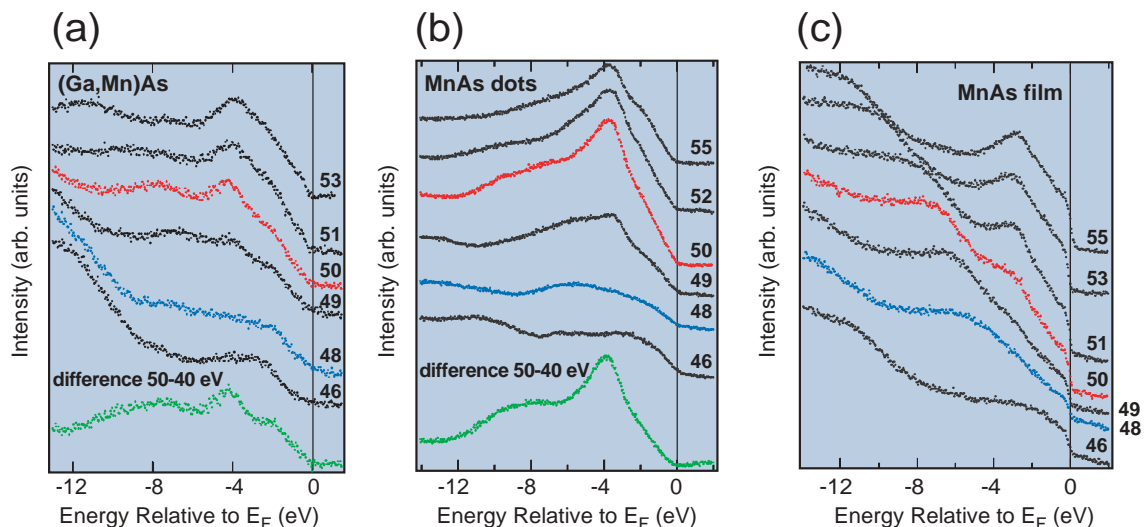 (a)
(b)
(c)
(Ga,Mn)As
53
51
50
49
48
46
difference 50-40 eV
Intensity (arb. units)
-12
-8
-4
0
Energy Relative to E_F (eV)
MnAs dots
55
52
50
49
48
46
difference 50-40 eV
Intensity (arb. units)
-12
-8
-4
0
Energy Relative to E_F (eV)
MnAs film
55
53
51
50
49
48
46
Intensity (arb. units)
-12
-8
-4
0
Energy Relative to E_F (eV)